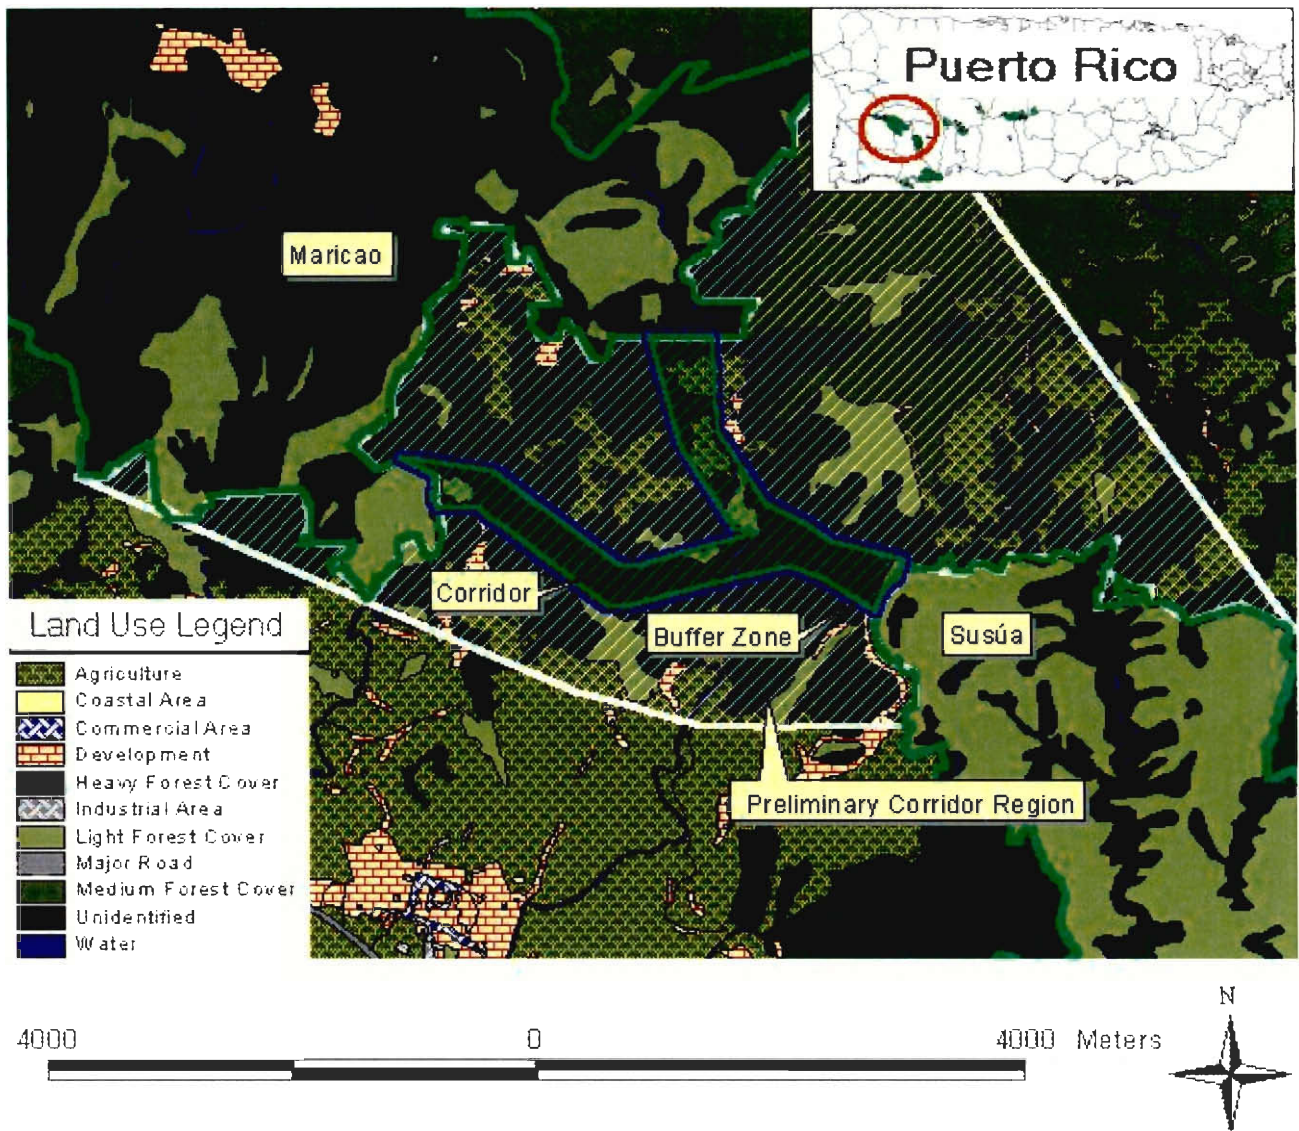 Puerto Rico
Maricao
Corridor
Buffer Zone
Susúa
Preliminary Corridor Region
Land Use Legend
Agriculture
Coastal Area
Commercial Area
Development
Heavy Forest Cover
Industrial Area
Light Forest Cover
Major Road
Medium Forest Cover
Unidentified
Water
N
4000 0 4000 Meters